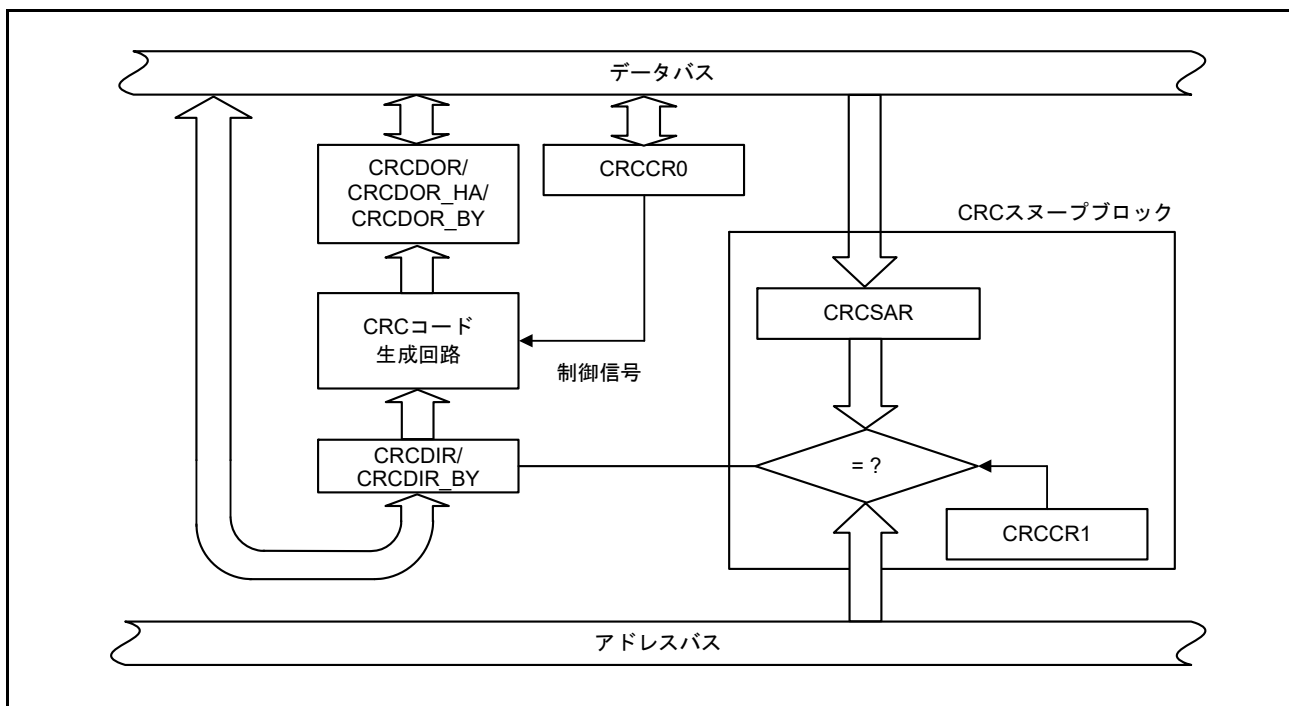 データバス
CRCDOR/
CRCDOR_HA/
CRCDOR_BY
CRCCR0
CRCスヌープブロック
CRCSAR
CRCコード
生成回路
制御信号
CRCDIR/
CRCDIR_BY
= ?
CRCCR1
アドレスバス